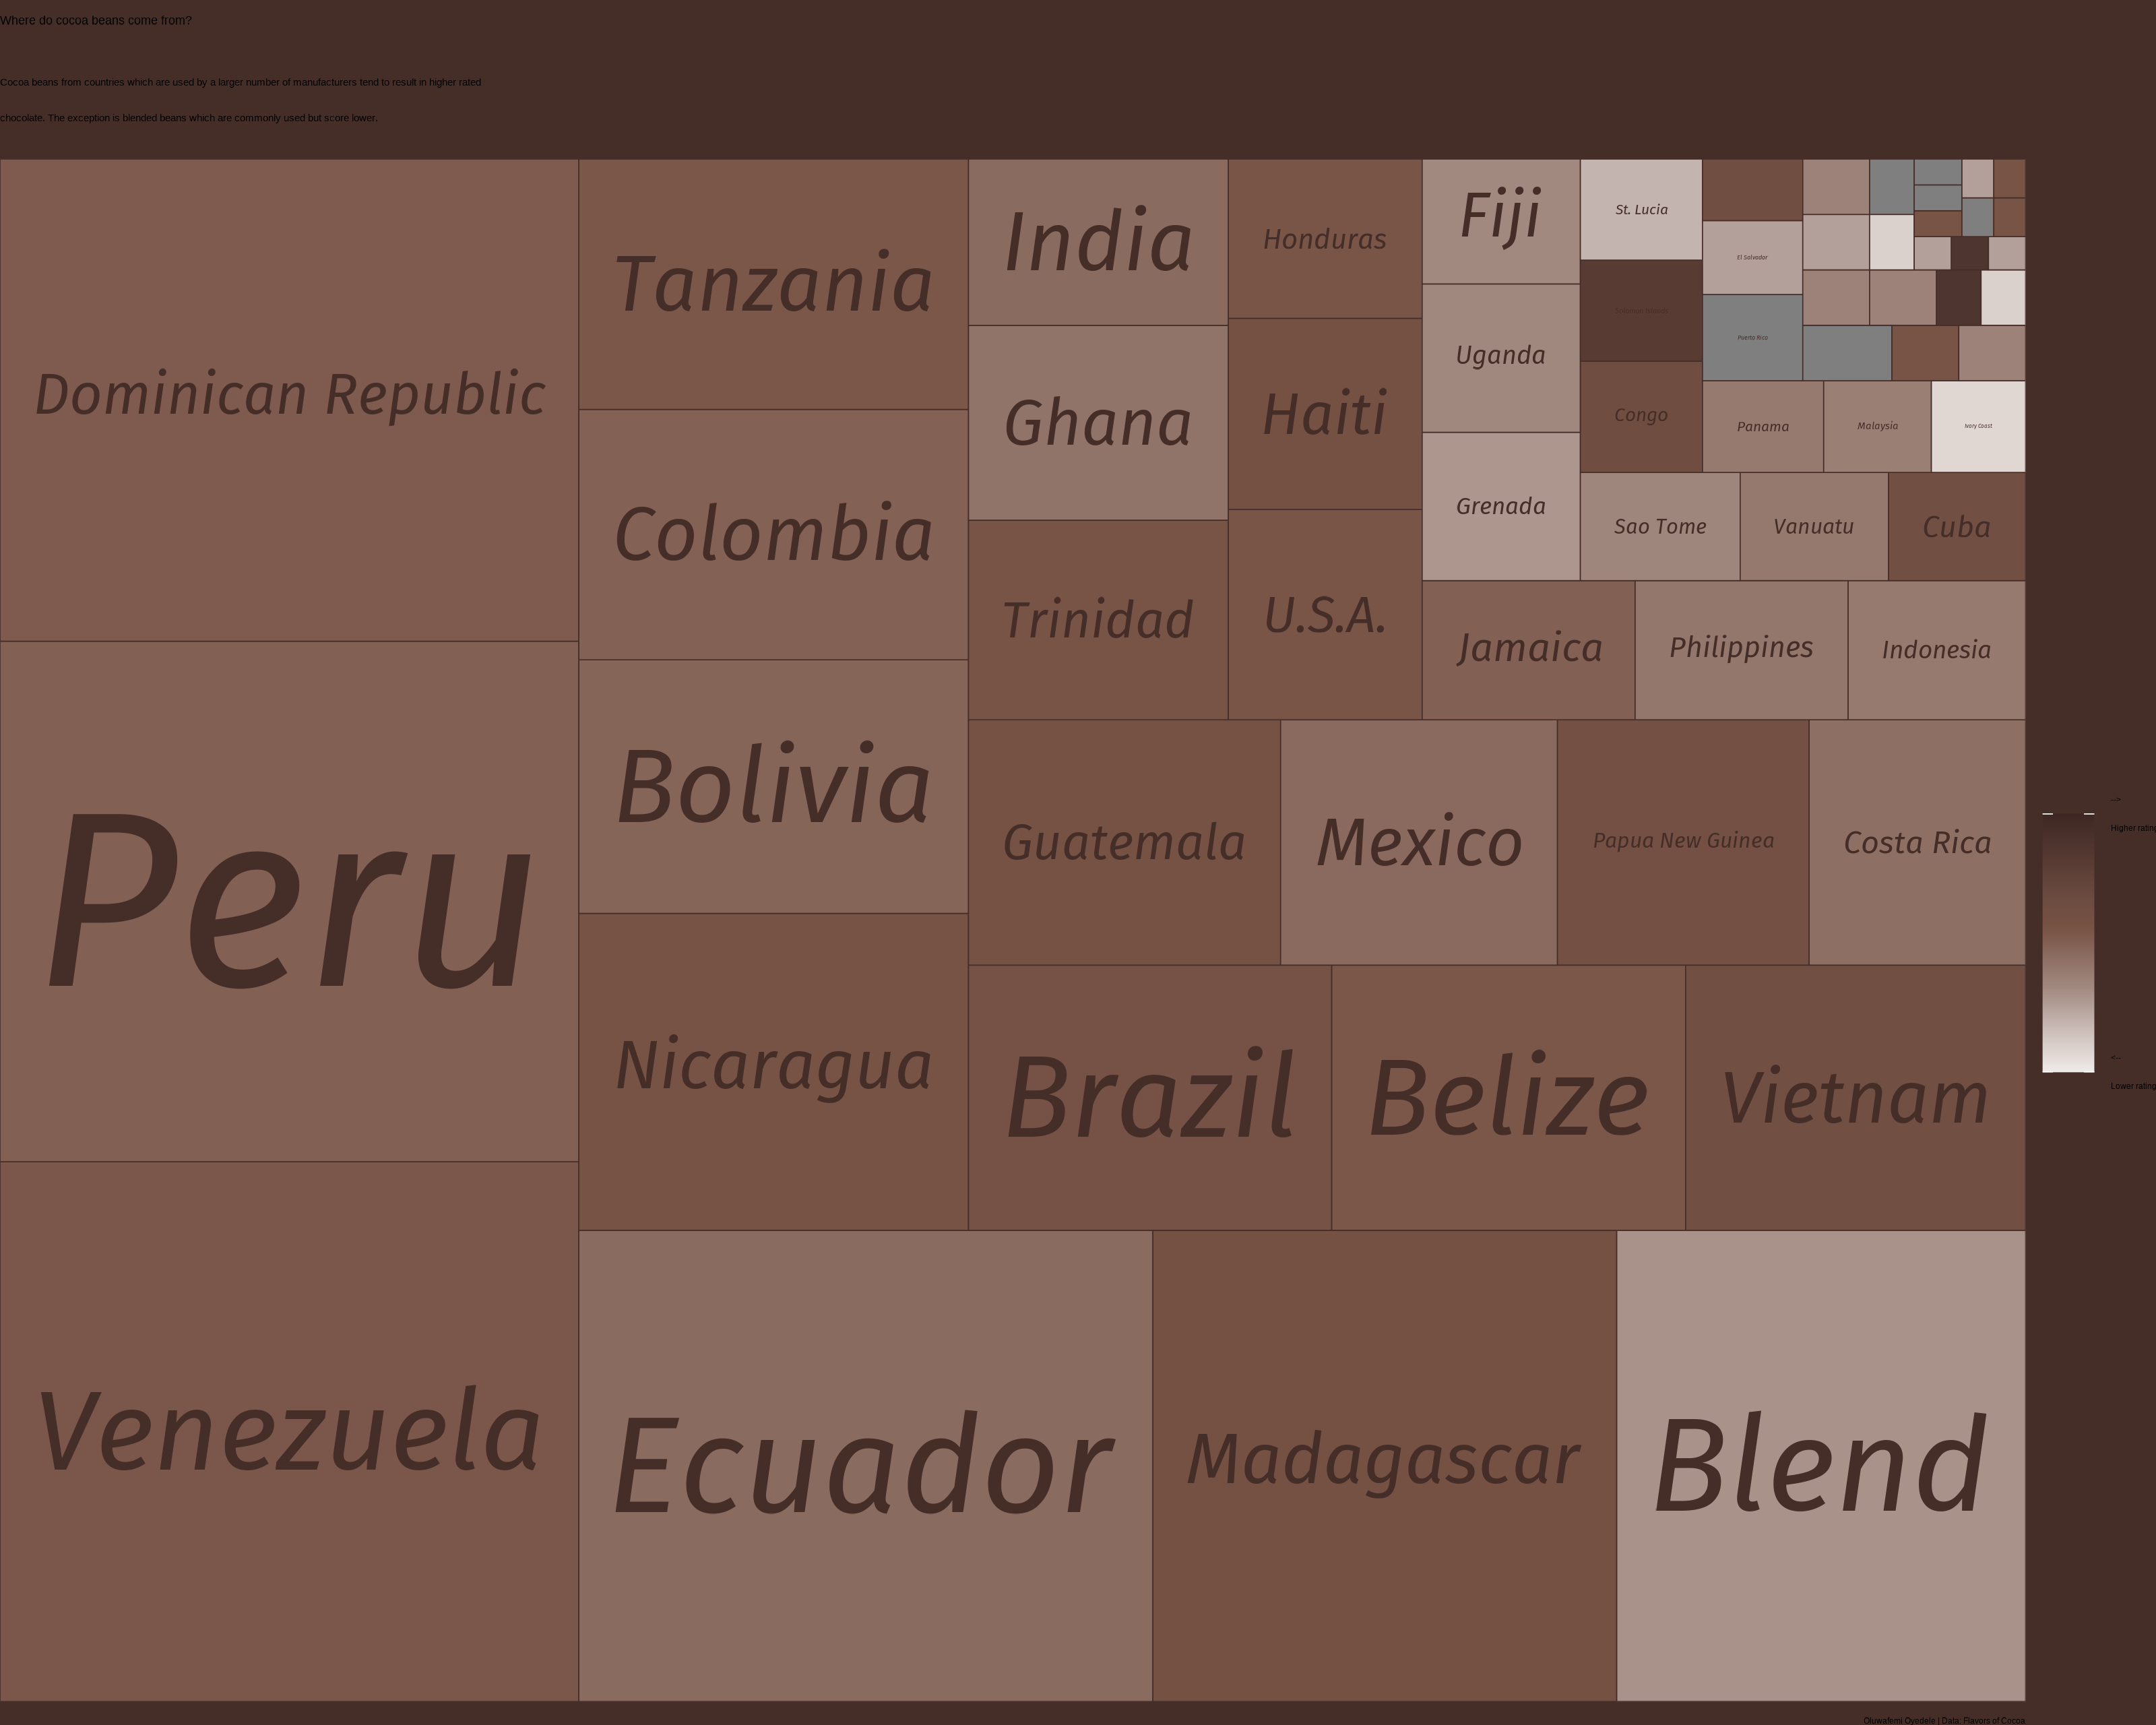 Where do cocoa beans come from?
Cocoa beans from countries which are used by a larger number of manufacturers tend to result in higher rated
chocolate. The exception is blended beans which are commonly used but score lower.
Dominican Republic
Peru
Venezuela
Tanzania
Colombia
Bolivia
Nicaragua
Ecuador
Madagascar
Blend
India
Ghana
Trinidad
Honduras
Haiti
U.S.A.
Guatemala
Mexico
Papua New Guinea
Costa Rica
Brazil
Belize
Vietnam
Fiji
Uganda
Grenada
Jamaica
Philippines
Indonesia
St. Lucia
Congo
Sao Tome
Vanuatu
Cuba
El Salvador
Puerto Rico
Panama
Malaysia
Ivory Coast
-->
Higher rating
<--
Lower rating
Oluwafemi Oyedele | Data: Flavors of Cocoa